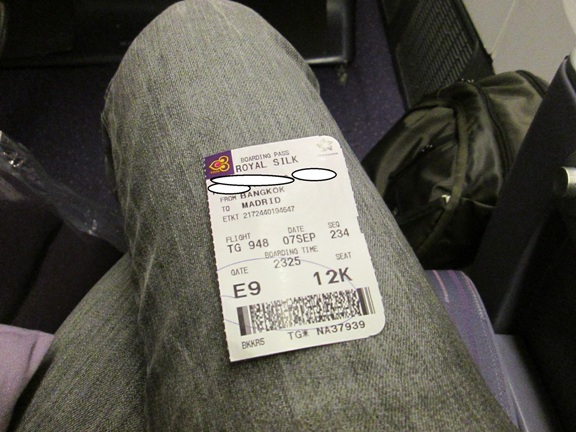 BOARDING PASS
ROYAL SILK
FROM BANGKOK
TO MADRID
ETKT 2172440194647
FLIGHT DATE SEQ
TG 948 07SEP 234
BOARDING TIME
2325
GATE SEAT
E9 12K
BKKR5 TG* NA37939